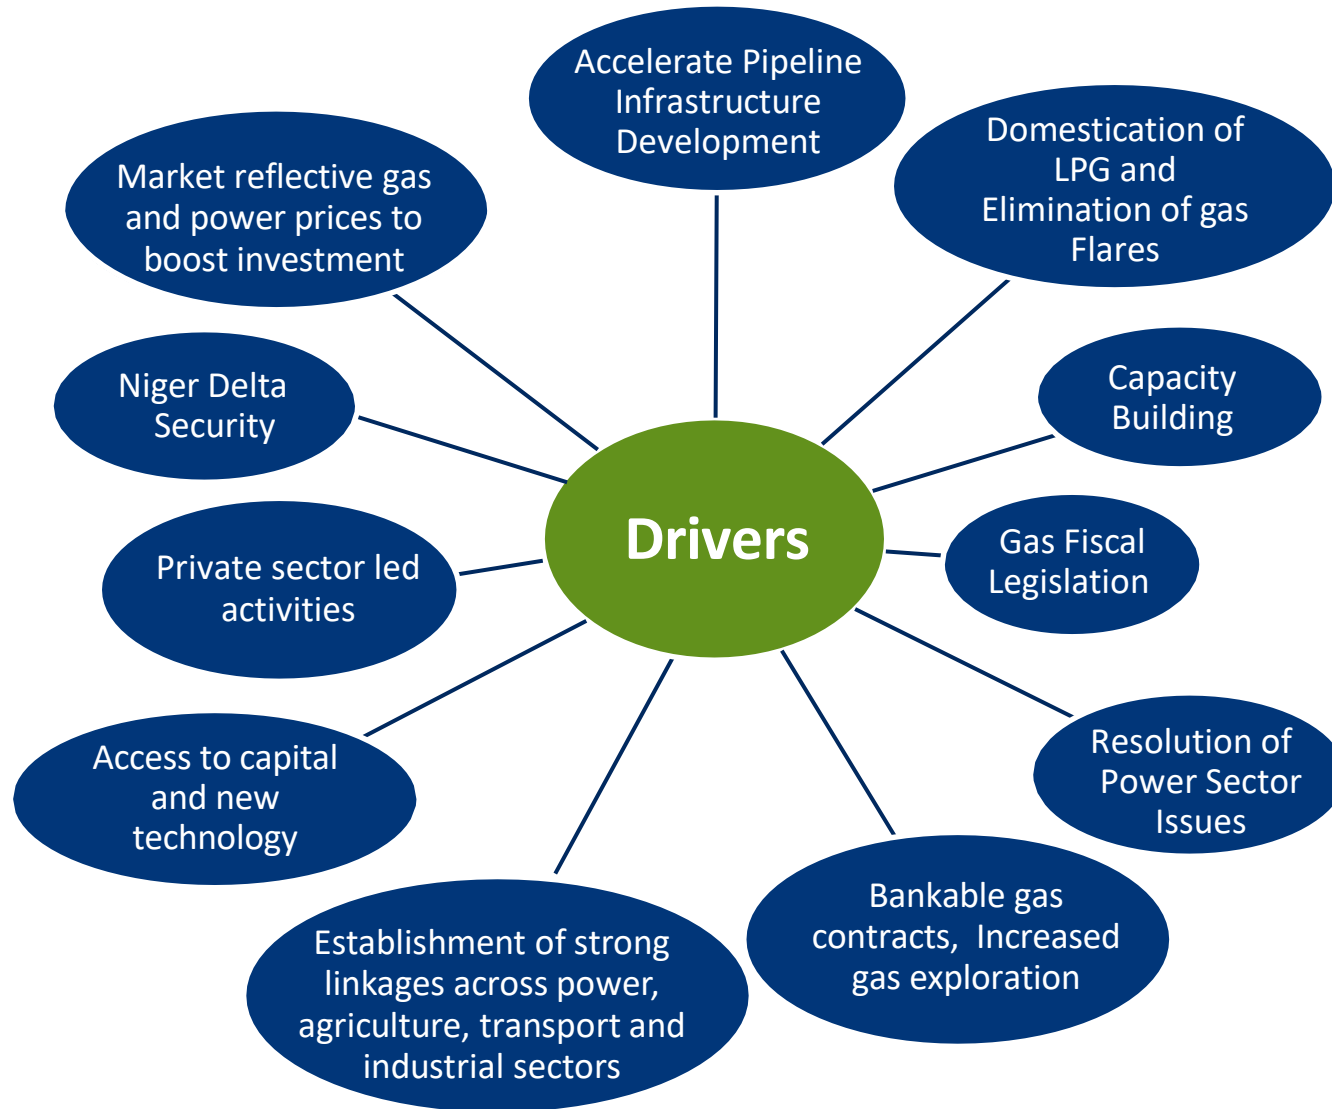 Accelerate Pipeline
Infrastructure
Development
Domestication of
LPG and
Elimination of gas
Flares
Market reflective gas
and power prices to
boost investment
Niger Delta
Security
Capacity
Building
Drivers
Private sector led
activities
Gas Fiscal
Legislation
Access to capital
and new
technology
Resolution of
Power Sector
Issues
Establishment of strong
linkages across power,
agriculture, transport and
industrial sectors
Bankable gas
contracts, Increased
gas exploration